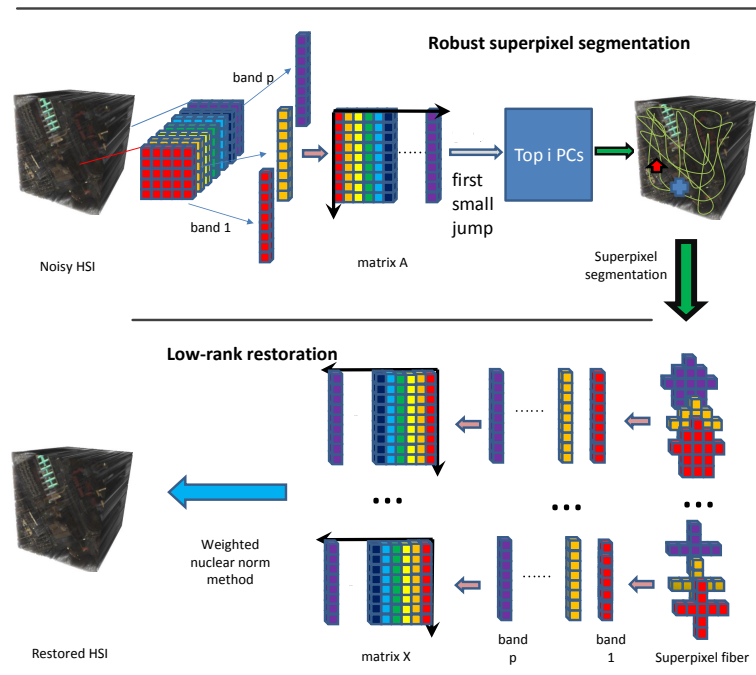 Robust superpixel segmentation
band p
band 1
Noisy HSI
......
matrix A
first
small
jump
Top i PCs
Superpixel
segmentation
Low-rank restoration
......
...
...
...
Weighted
nuclear norm
method
......
Restored HSI
matrix X
band
p
band
1
Superpixel fiber